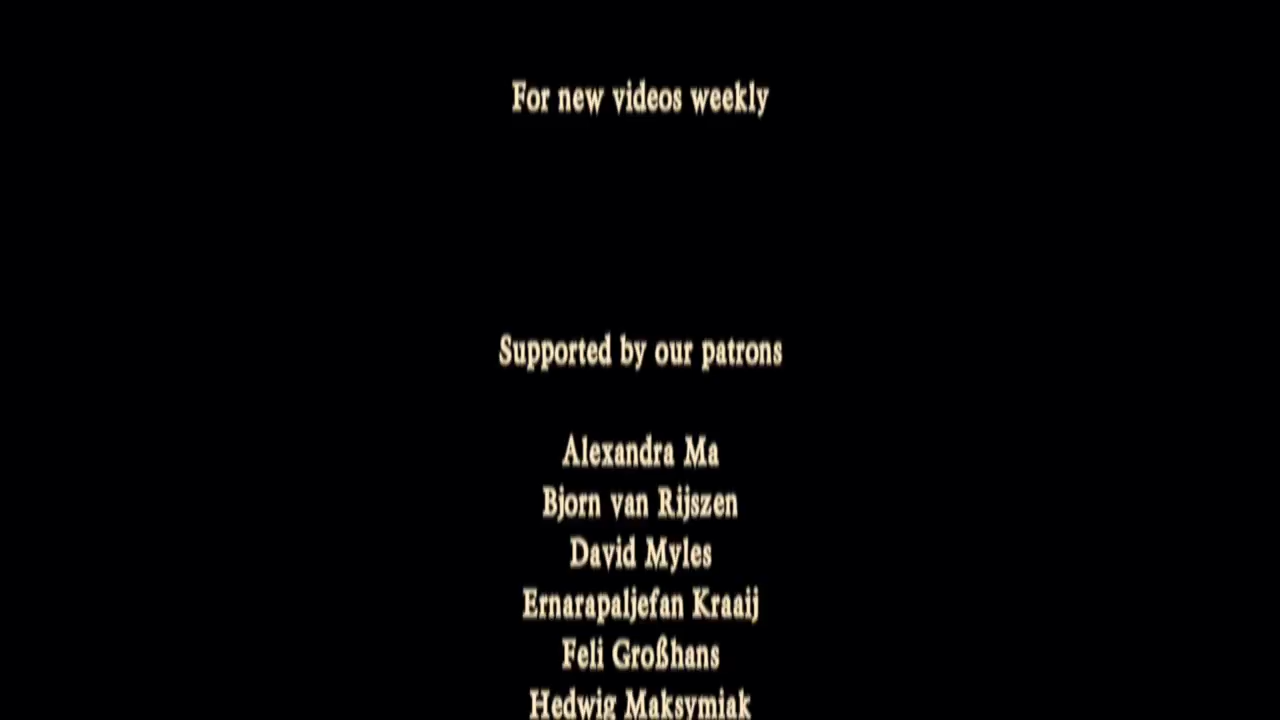 For new videos weekly
Supported by our patrons
Alexandra Ma
Bjorn van Rijszen
David Myles
Ernarapaljefan Kraaij
Feli Großhans
Hedwig Maksymiak